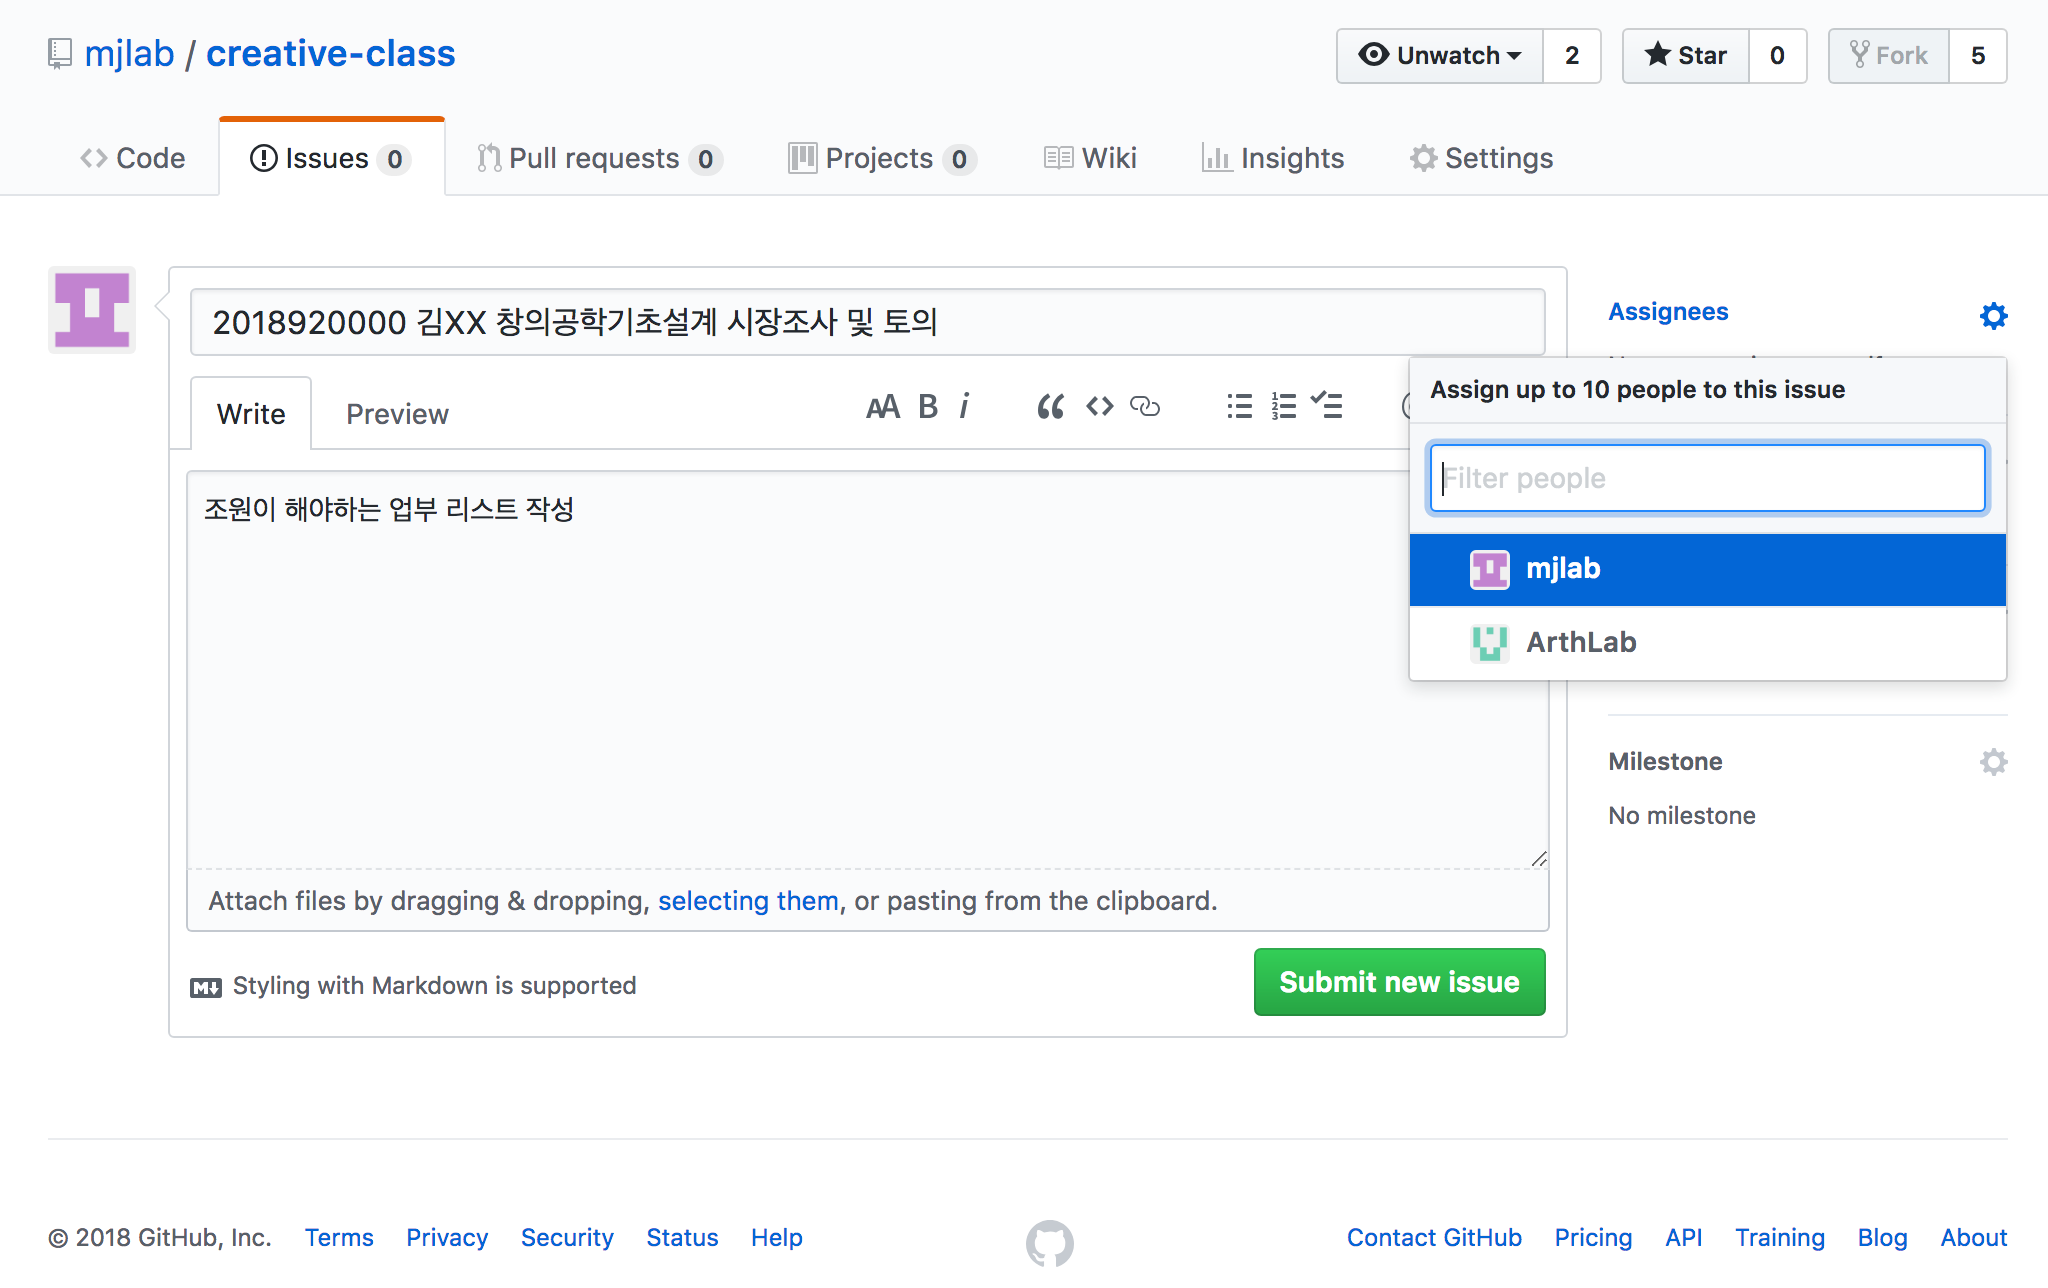 mjlab / creative-class
Unwatch 2 Star 0 Fork 5
Code Issues 0 Pull requests 0 Projects 0 Wiki Insights Settings
2018920000 김XX 창의공학기초설계 시장조사 및 토의
Assignees
Write Preview AA B i
Assign up to 10 people to this issue
Filter people
조원이 해야하는 업부 리스트 작성
mjlab
ArthLab
Milestone
No milestone
Attach files by dragging & dropping, selecting them, or pasting from the clipboard.
Styling with Markdown is supported
Submit new issue
© 2018 GitHub, Inc. Terms Privacy Security Status Help Contact GitHub Pricing API Training Blog About